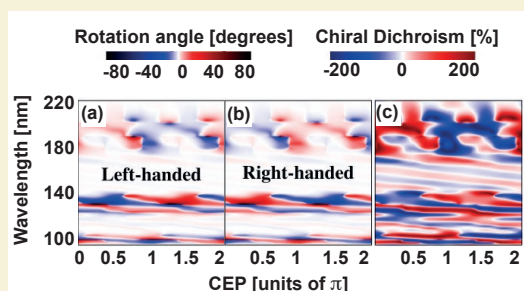 Rotation angle [degrees] Chiral Dichroism [%]
-80 -40 0 40 80 -200 0 200
Wavelength [nm]
220
180
140
100
(a) (b) (c)
Left-handed Right-handed
0 0.5 1 1.5 2 0.5 1 1.5 2 0.5 1 1.5 2
CEP [units of π]